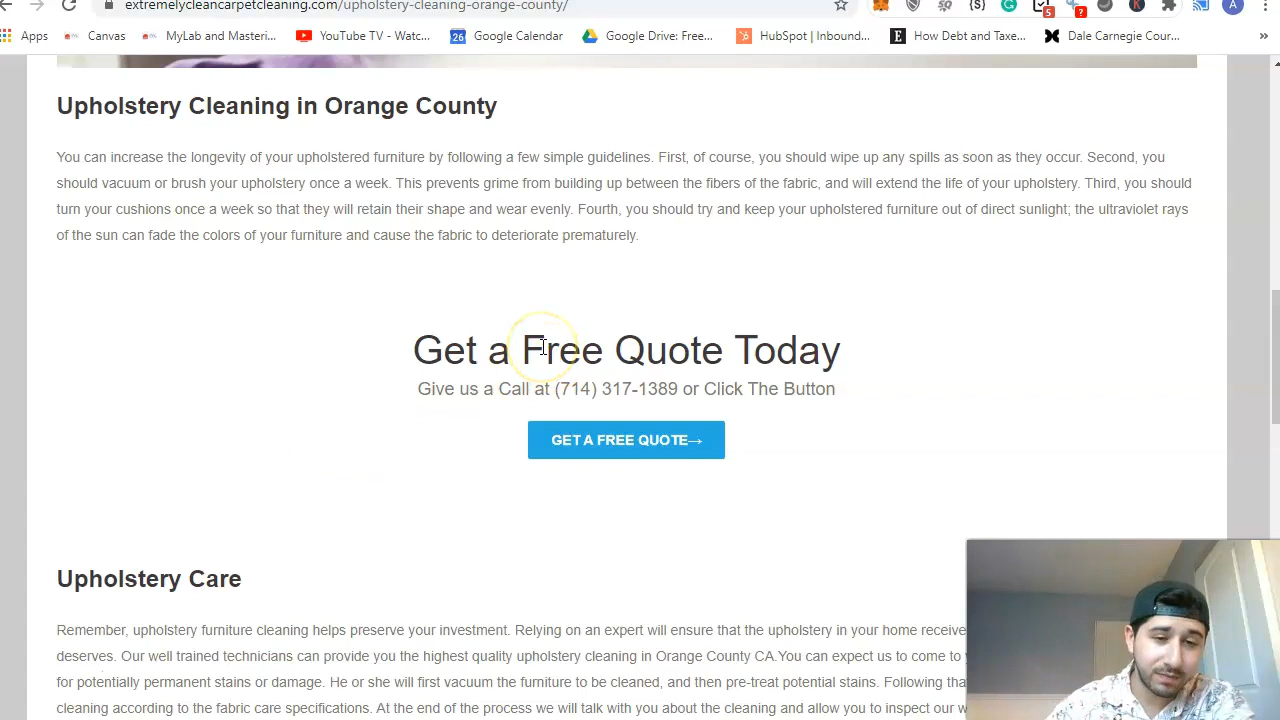 extremelycleancarpetcleaning.com/upholstery-cleaning-orange-county/
5 ? A
Apps Canvas MyLab and Masteri... YouTube TV - Watc... 26 Google Calendar Google Drive: Free... HubSpot | Inbound... E How Debt and Taxe... Dale Carnegie Cour... »
Upholstery Cleaning in Orange County
You can increase the longevity of your upholstered furniture by following a few simple guidelines. First, of course, you should wipe up any spills as soon as they occur. Second, you
should vacuum or brush your upholstery once a week. This prevents grime from building up between the fibers of the fabric, and will extend the life of your upholstery. Third, you should
turn your cushions once a week so that they will retain their shape and wear evenly. Fourth, you should try and keep your upholstered furniture out of direct sunlight; the ultraviolet rays
of the sun can fade the colors of your furniture and cause the fabric to deteriorate prematurely.
Get a Free Quote Today
Give us a Call at (714) 317-1389 or Click The Button
GET A FREE QUOTE→
Upholstery Care
Remember, upholstery furniture cleaning helps preserve your investment. Relying on an expert will ensure that the upholstery in your home receive
deserves. Our well trained technicians can provide you the highest quality upholstery cleaning in Orange County CA.You can expect us to come to
for potentially permanent stains or damage. He or she will first vacuum the furniture to be cleaned, and then pre-treat potential stains. Following tha
cleaning according to the fabric care specifications. At the end of the process we will talk with you about the cleaning and allow you to inspect our w